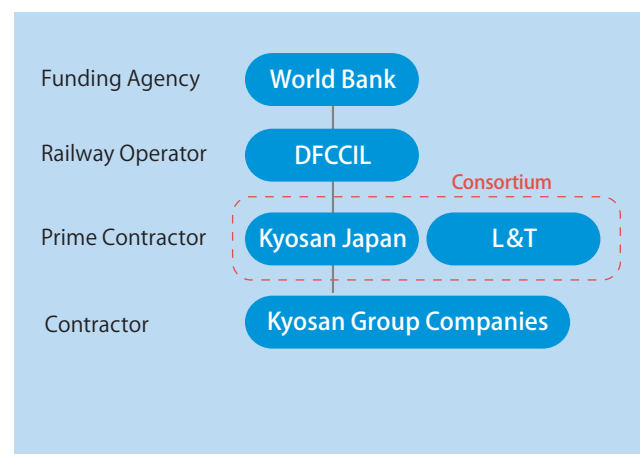 Funding Agency World Bank
Railway Operator DFCCIL
Consortium
Prime Contractor Kyosan Japan L&T
Contractor Kyosan Group Companies